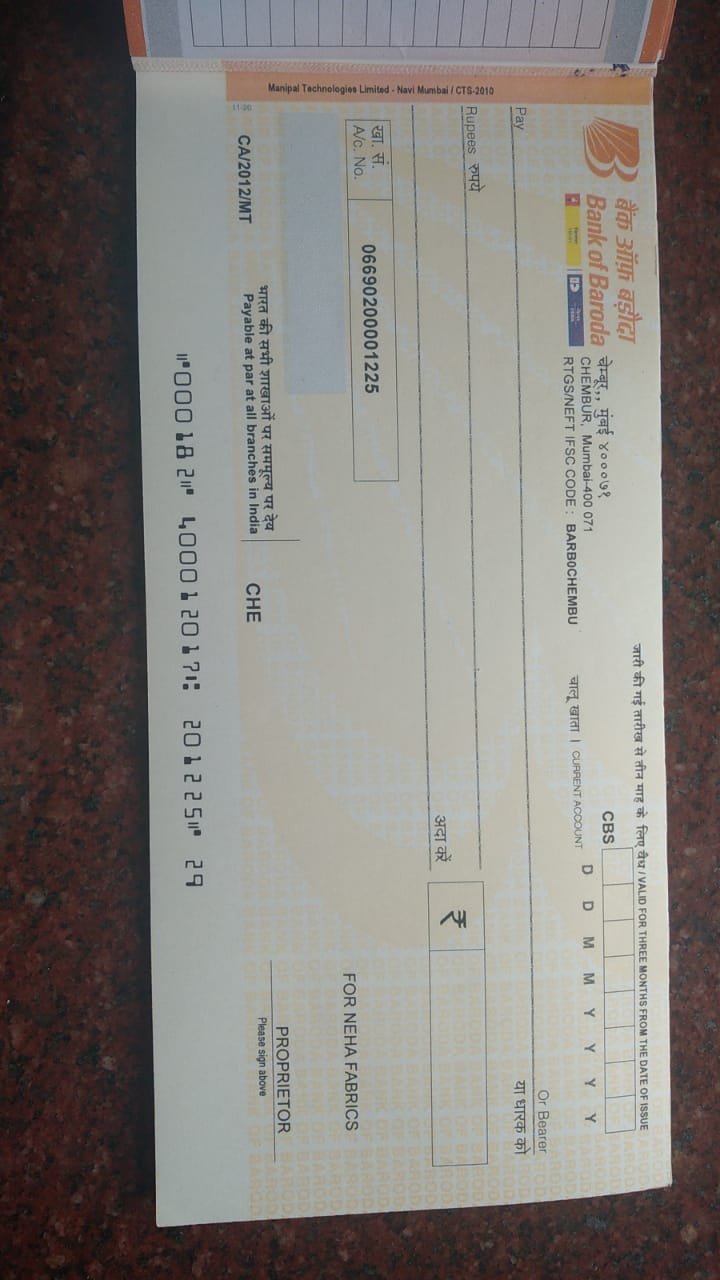 जारी की गई तारीख से तीन माह के लिए वैध / VALID FOR THREE MONTHS FROM THE DATE OF ISSUE
बैंक ऑफ़ बड़ौदा
Bank of Baroda
चेम्बूर,, मुंबई ४०००७१
CHEMBUR, Mumbai-400 071
RTGS/NEFT IFSC CODE : BARB0CHEMBU
CBS
चालू खाता । CURRENT ACCOUNT
D D M M Y Y Y Y
Pay
Or Bearer
या धारक को
Rupees रुपये
अदा करें
₹
खा. सं.
A/c. No.
06690200001225
FOR NEHA FABRICS
PROPRIETOR
Please sign above
भारत की सभी शाखाओं पर सममूल्य पर देय
Payable at par at all branches in India
CA/2012/MT
CHE
11-20
Manipal Technologies Limited - Navi Mumbai / CTS-2010
⑈000182⑈ 400012017⑆ 201225⑈ 29